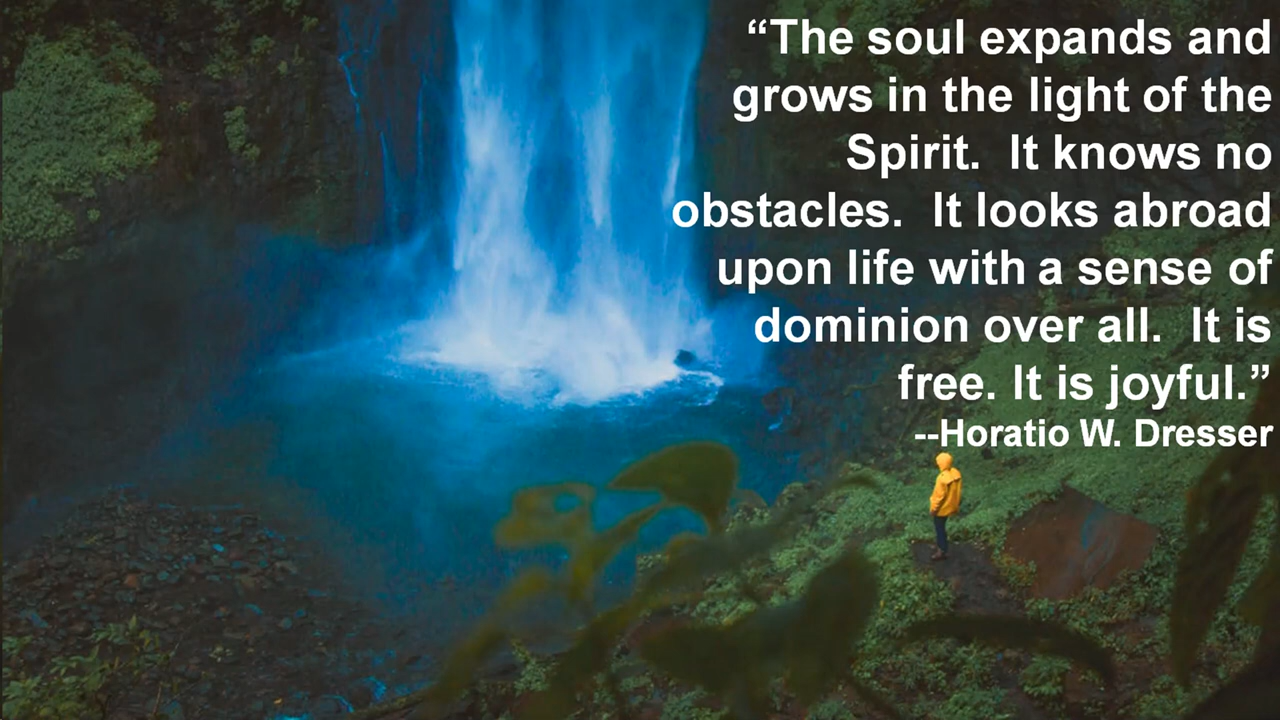 “The soul expands and
grows in the light of the
Spirit.  It knows no
obstacles.  It looks abroad
upon life with a sense of
dominion over all.  It is
free. It is joyful.”
--Horatio W. Dresser